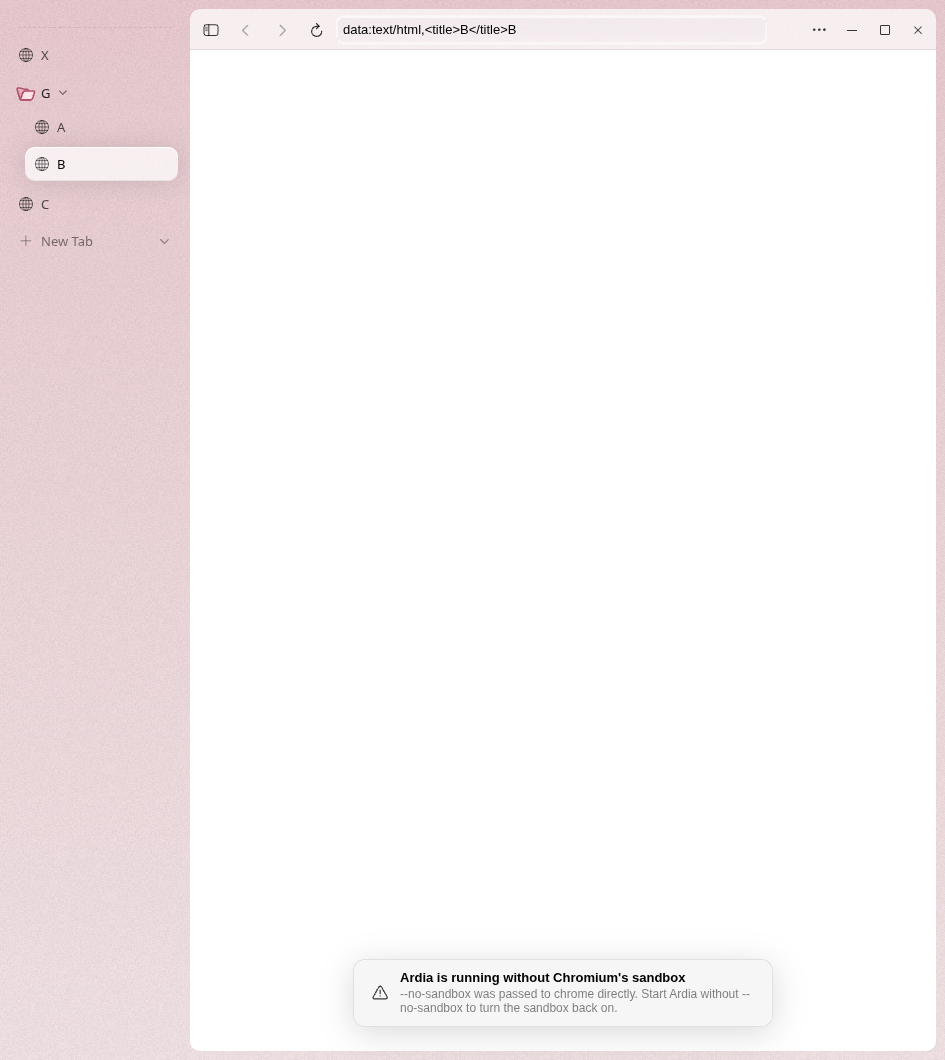 data:text/html,<title>B</title>B
X
G
A
B
C
New Tab
Ardia is running without Chromium's sandbox
--no-sandbox was passed to chrome directly. Start Ardia without --
no-sandbox to turn the sandbox back on.